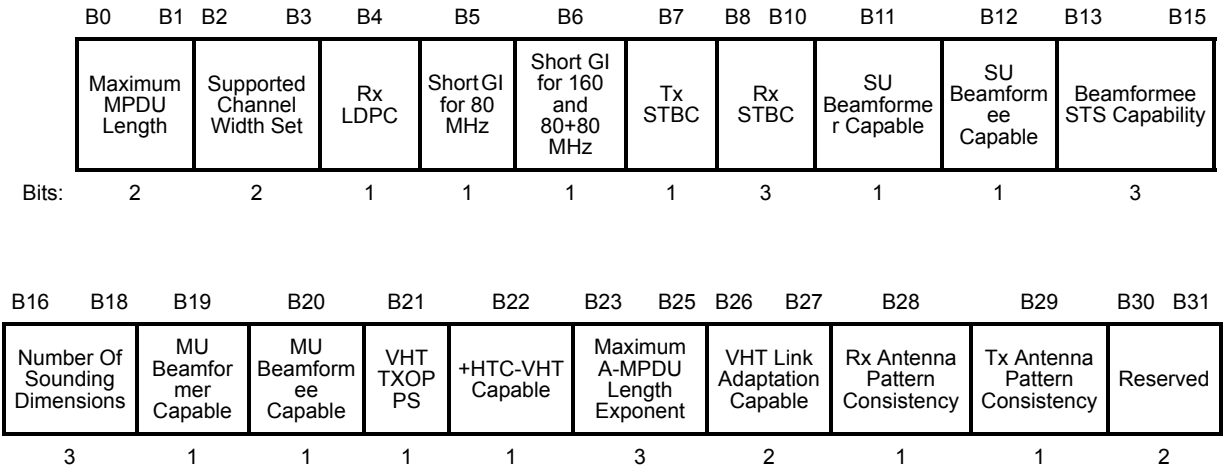 B0 B1 B2 B3 B4 B5 B6 B7 B8 B10 B11 B12 B13 B15
Maximum
MPDU
Length
Supported
Channel
Width Set
Rx
LDPC
Short GI
for 80
MHz
Short GI
for 160
and
80+80
MHz
Tx
STBC
Rx
STBC
SU
Beamforme
r Capable
SU
Beamform
ee
Capable
Beamformee
STS Capability
Bits: 2 2 1 1 1 1 3 1 1 3
B16 B18 B19 B20 B21 B22 B23 B25 B26 B27 B28 B29 B30 B31
Number Of
Sounding
Dimensions
MU
Beamfor
mer
Capable
MU
Beamform
ee
Capable
VHT
TXOP
PS
+HTC-VHT
Capable
Maximum
A-MPDU
Length
Exponent
VHT Link
Adaptation
Capable
Rx Antenna
Pattern
Consistency
Tx Antenna
Pattern
Consistency
Reserved
3 1 1 1 1 3 2 1 1 2